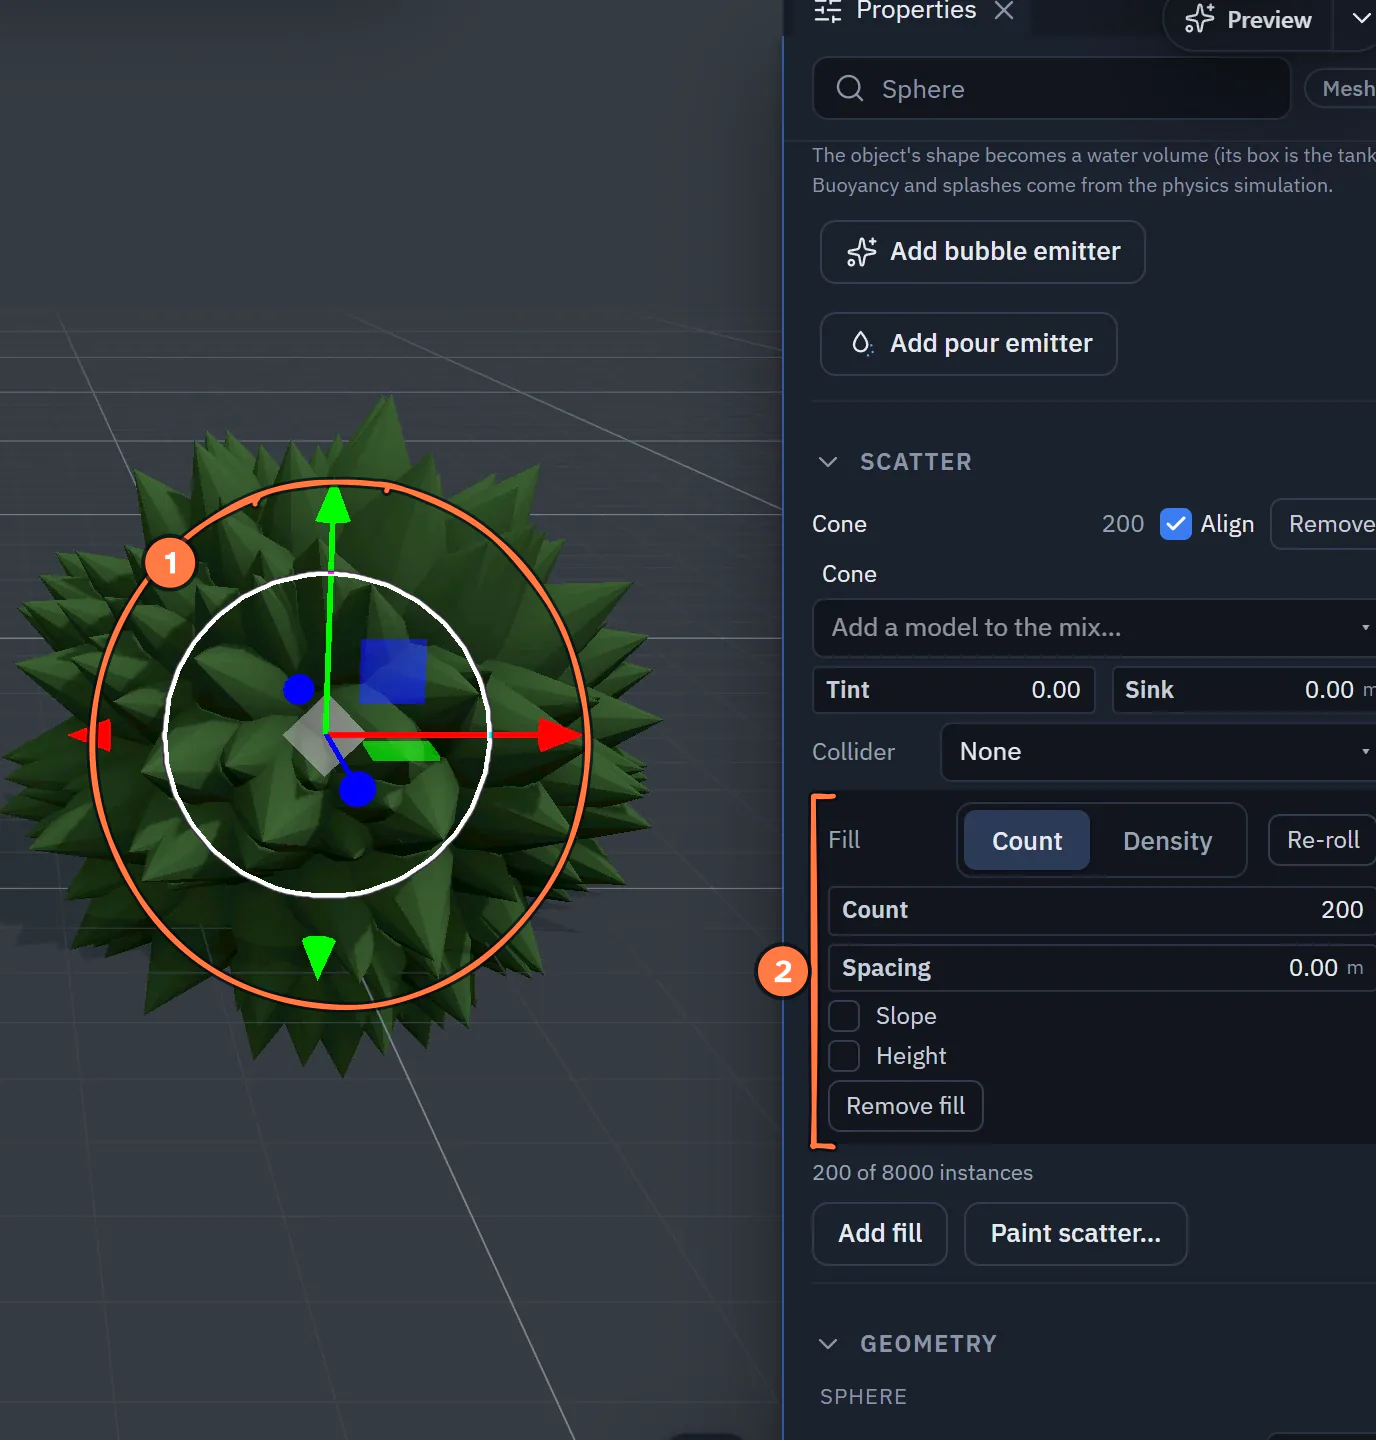 Properties
Preview
Sphere
Mesh
The object's shape becomes a water volume (its box is the tank
Buoyancy and splashes come from the physics simulation.
Add bubble emitter
Add pour emitter
SCATTER
Cone 200 Align Remove
Cone
Add a model to the mix...
Tint 0.00 Sink 0.00 m
Collider None
Fill Count Density Re-roll
Count 200
Spacing 0.00 m
Slope
Height
Remove fill
200 of 8000 instances
Add fill Paint scatter...
GEOMETRY
SPHERE
1
2